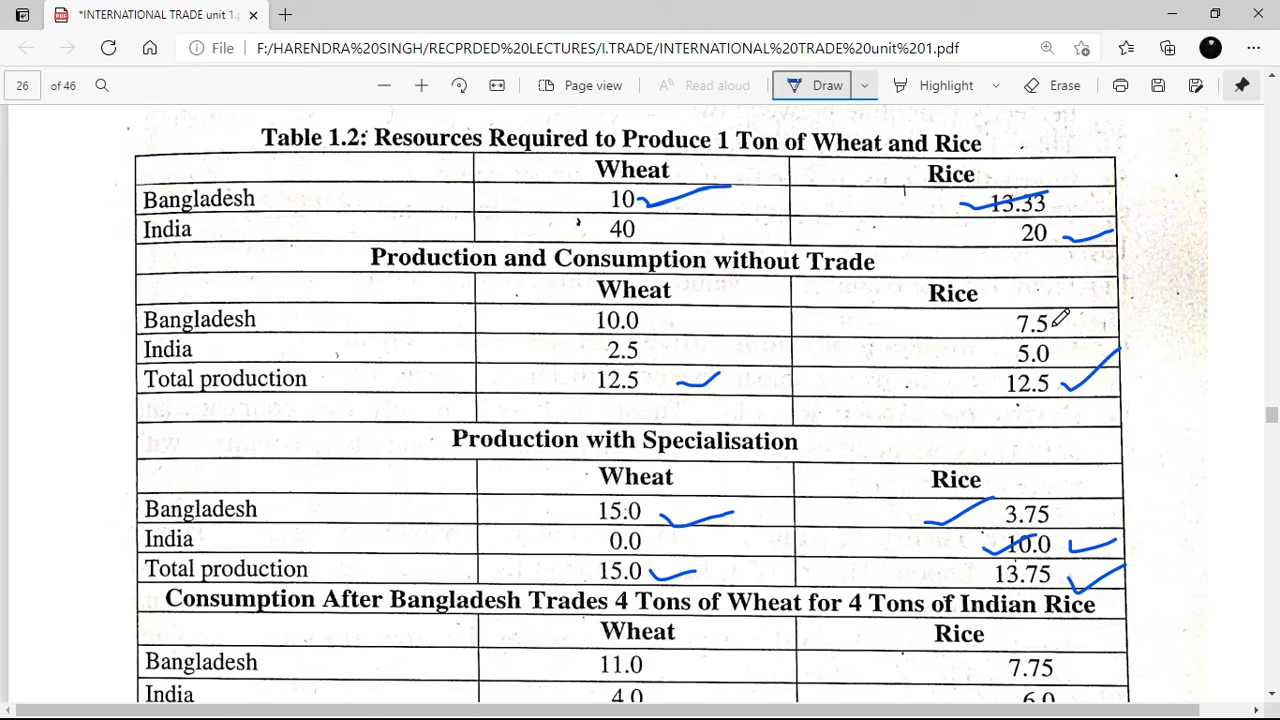 *INTERNATIONAL TRADE unit 1.p
File F:/HARENDRA%20SINGH/RECPRDED%20LECTURES/I.TRADE/INTERNATIONAL%20TRADE%20unit%201.pdf
26 of 46 Page view Read aloud Draw Highlight Erase
Table 1.2: Resources Required to Produce 1 Ton of Wheat and Rice
Wheat Rice
Bangladesh 10 13.33
India 40 20
Production and Consumption without Trade
Wheat Rice
Bangladesh 10.0 7.5
India 2.5 5.0
Total production 12.5 12.5
Production with Specialisation
Wheat Rice
Bangladesh 15.0 3.75
India 0.0 10.0
Total production 15.0 13.75
Consumption After Bangladesh Trades 4 Tons of Wheat for 4 Tons of Indian Rice
Wheat Rice
Bangladesh 11.0 7.75
India 4.0 6.0